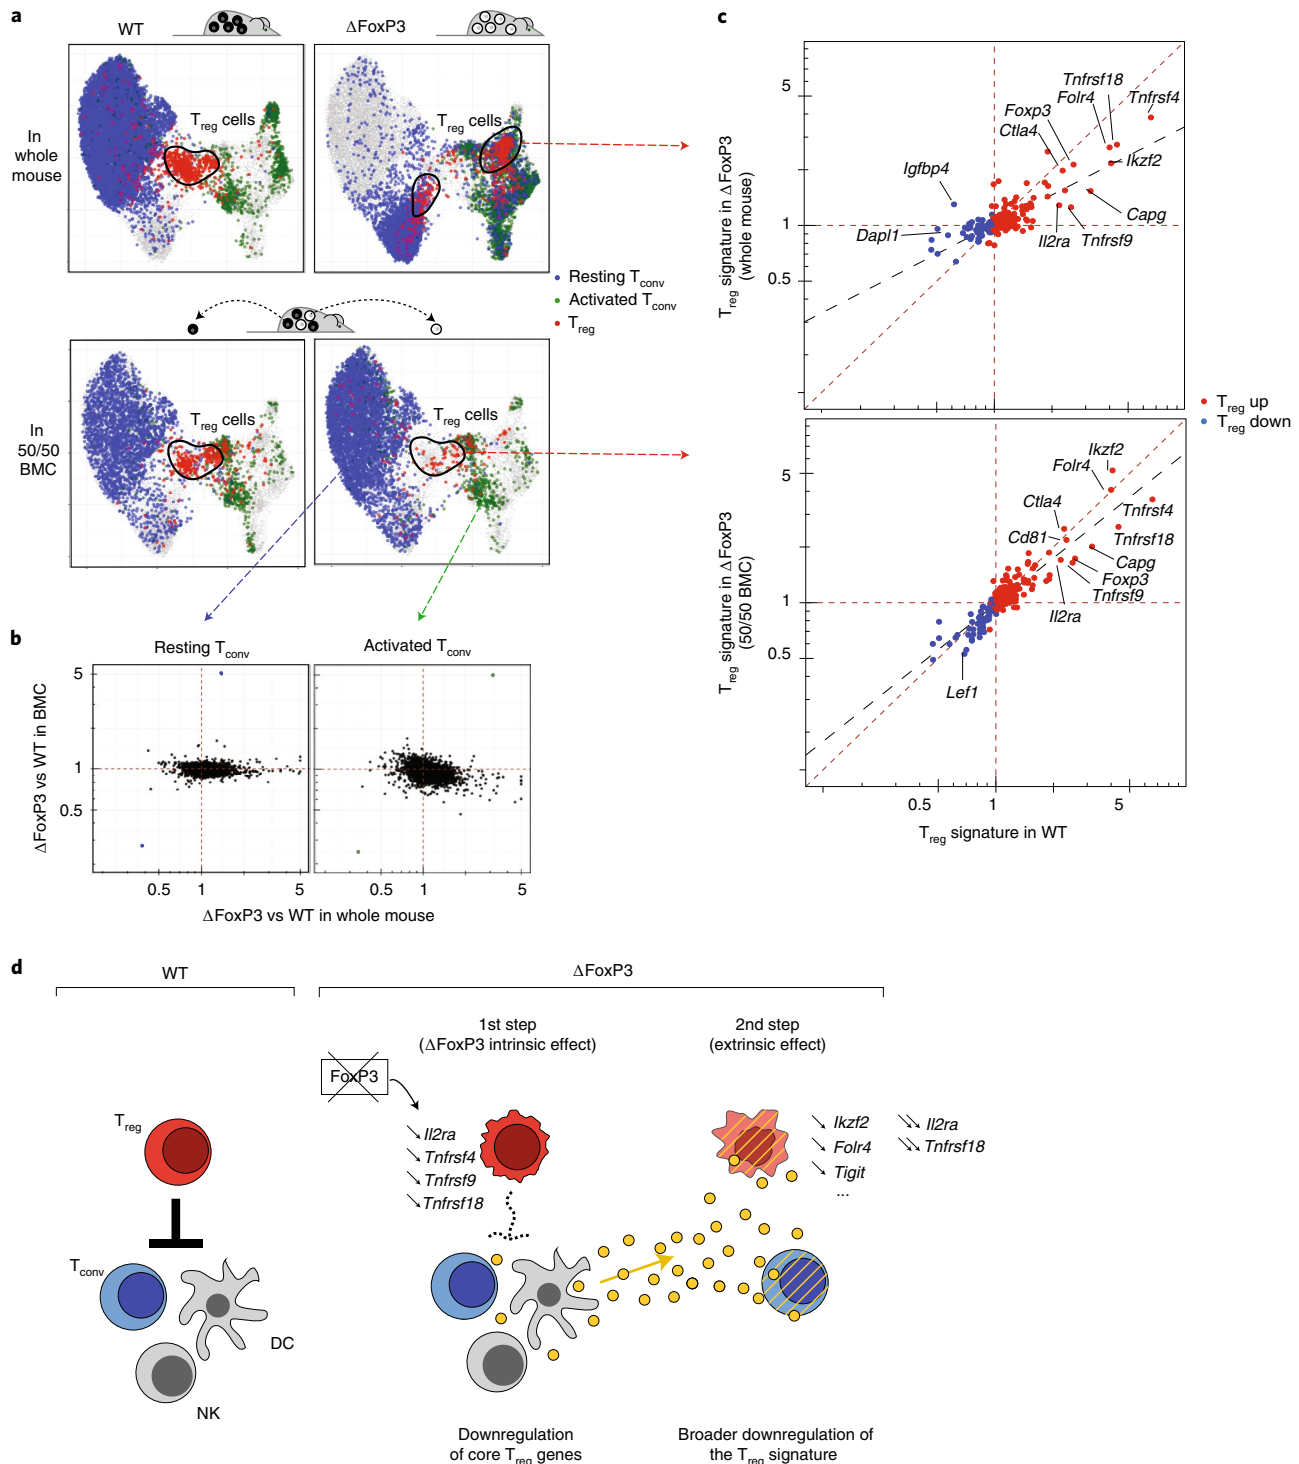 a
WT
ΔFoxP3
In
whole
mouse
Treg cells
Treg cells
Resting Tconv
Activated Tconv
Treg
In
50/50
BMC
Treg cells
Treg cells
b
Resting Tconv
Activated Tconv
ΔFoxP3 vs WT in BMC
5
1
0.5
0.5
1
5
0.5
1
5
ΔFoxP3 vs WT in whole mouse
c
Treg signature in ΔFoxP3
(whole mouse)
5
1
0.5
Tnfrsf18
Folr4
Tnfrsf4
Foxp3
Ctla4
Ikzf2
Igfbp4
Capg
Dapl1
Il2ra
Tnfrsf9
Treg up
Treg down
Treg signature in ΔFoxP3
(50/50 BMC)
5
1
0.5
Ikzf2
Folr4
Ctla4
Tnfrsf4
Cd81
Tnfrsf18
Capg
Foxp3
Tnfrsf9
Il2ra
Lef1
0.5
1
5
Treg signature in WT
d
WT
ΔFoxP3
1st step
(ΔFoxP3 intrinsic effect)
2nd step
(extrinsic effect)
FoxP3
Treg
↘ Il2ra
↘ Tnfrsf4
↘ Tnfrsf9
↘ Tnfrsf18
↘ Ikzf2
↘ Folr4
↘ Tigit
...
↘↘ Il2ra
↘↘ Tnfrsf18
Tconv
DC
NK
Downregulation
of core Treg genes
Broader downregulation of
the Treg signature